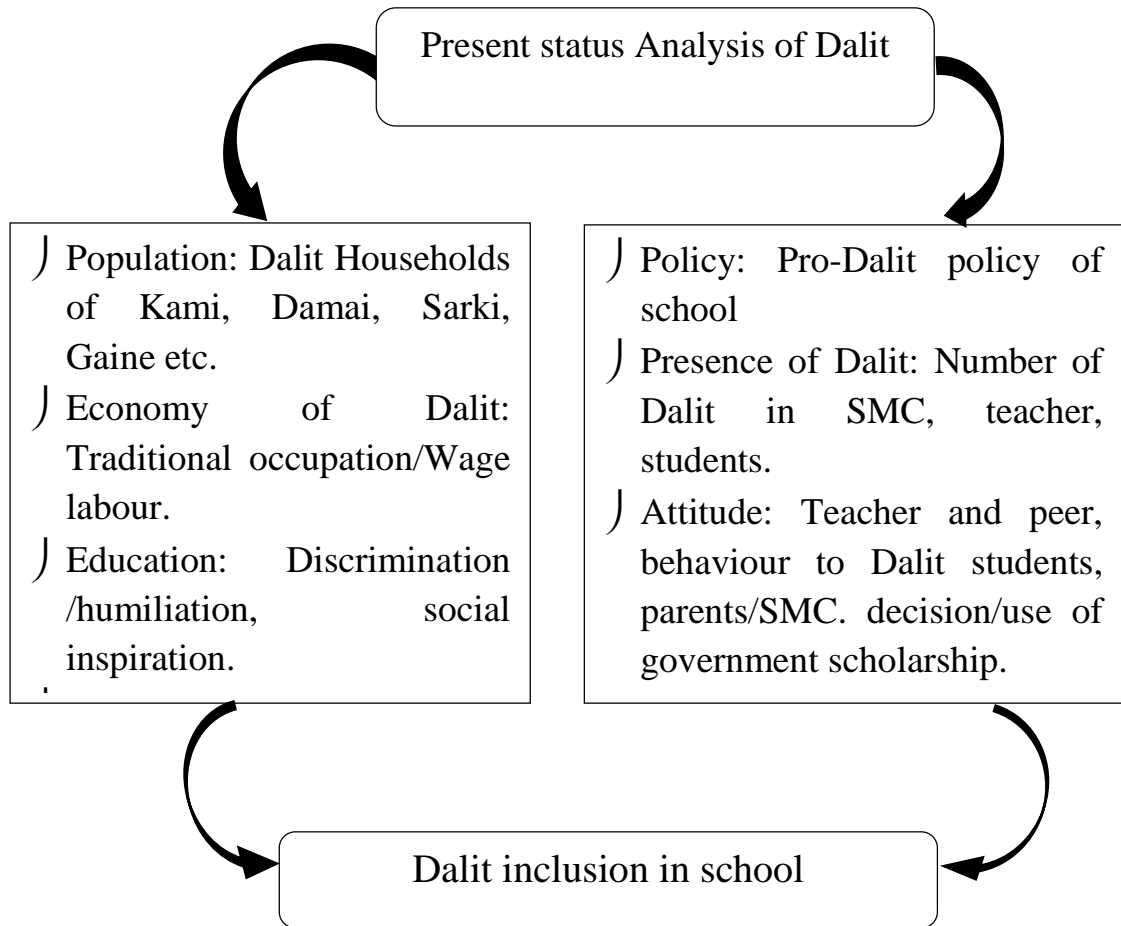 Present status Analysis of Dalit
Population: Dalit Households
of Kami, Damai, Sarki,
Gaine etc.
Economy of Dalit:
Traditional occupation/Wage
labour.
Education: Discrimination
/humiliation, social
inspiration.
Policy: Pro-Dalit policy of
school
Presence of Dalit: Number of
Dalit in SMC, teacher,
students.
Attitude: Teacher and peer,
behaviour to Dalit students,
parents/SMC. decision/use of
government scholarship.
Dalit inclusion in school